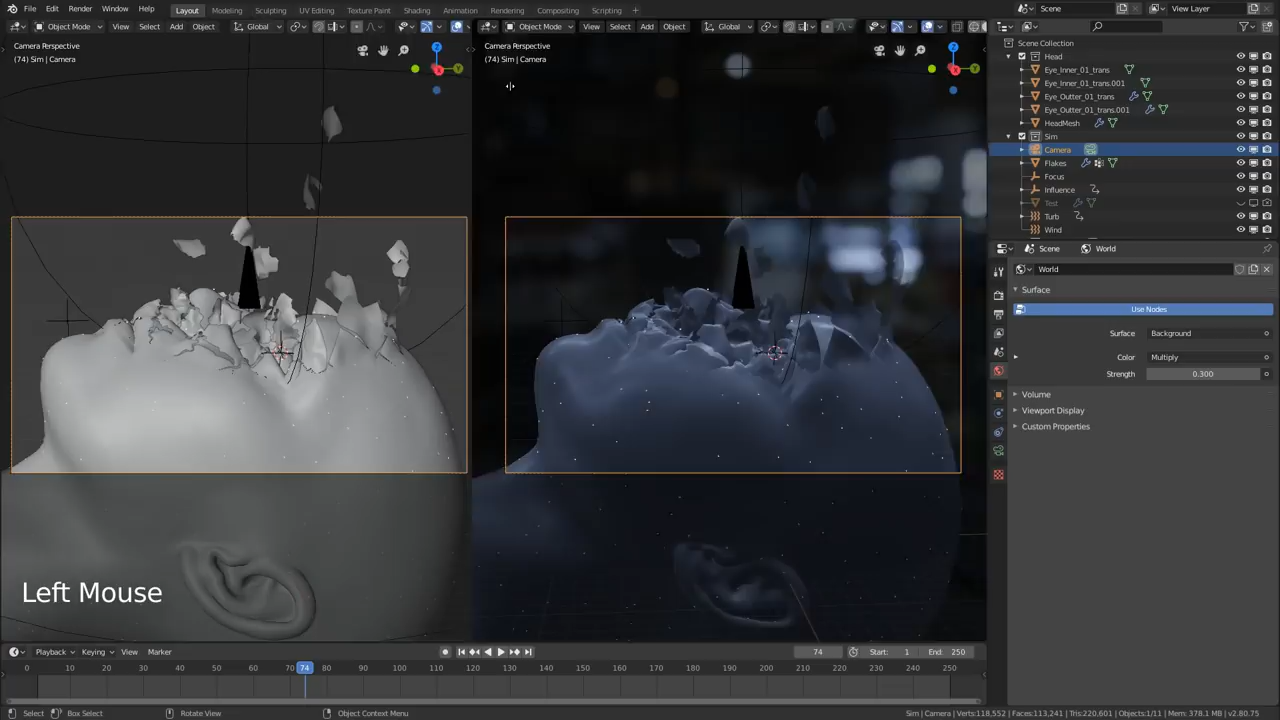 File Edit Render Window Help Layout Modeling Sculpting UV Editing Texture Paint Shading Animation Rendering Compositing Scripting + Scene View Layer
Object Mode View Select Add Object Global Object Mode View Select Add Object Global
Camera Perspective
(74) Sim | Camera
Camera Perspective
(74) Sim | Camera
Z
Y
X
Z
Y
X
Scene Collection
Head
Eye_Inner_01_trans
Eye_Inner_01_trans.001
Eye_Outter_01_trans
Eye_Outter_01_trans.001
HeadMesh
Sim
Camera
Flakes
Focus
Influence
Test
Turb
Wind
Scene World
World
Surface
Use Nodes
Surface Background
Color Multiply
Strength 0.300
Volume
Viewport Display
Custom Properties
Left Mouse
Playback Keying View Marker 74 Start: 1 End: 250
0 10 20 30 40 50 60 70 74 80 90 100 110 120 130 140 150 160 170 180 190 200 210 220 230 240 250
Select Box Select Rotate View Object Context Menu Sim | Camera | Verts:118,552 | Faces:113,241 | Tris:220,601 | Objects:1/11 | Mem: 378.1 MB | v2.80.75